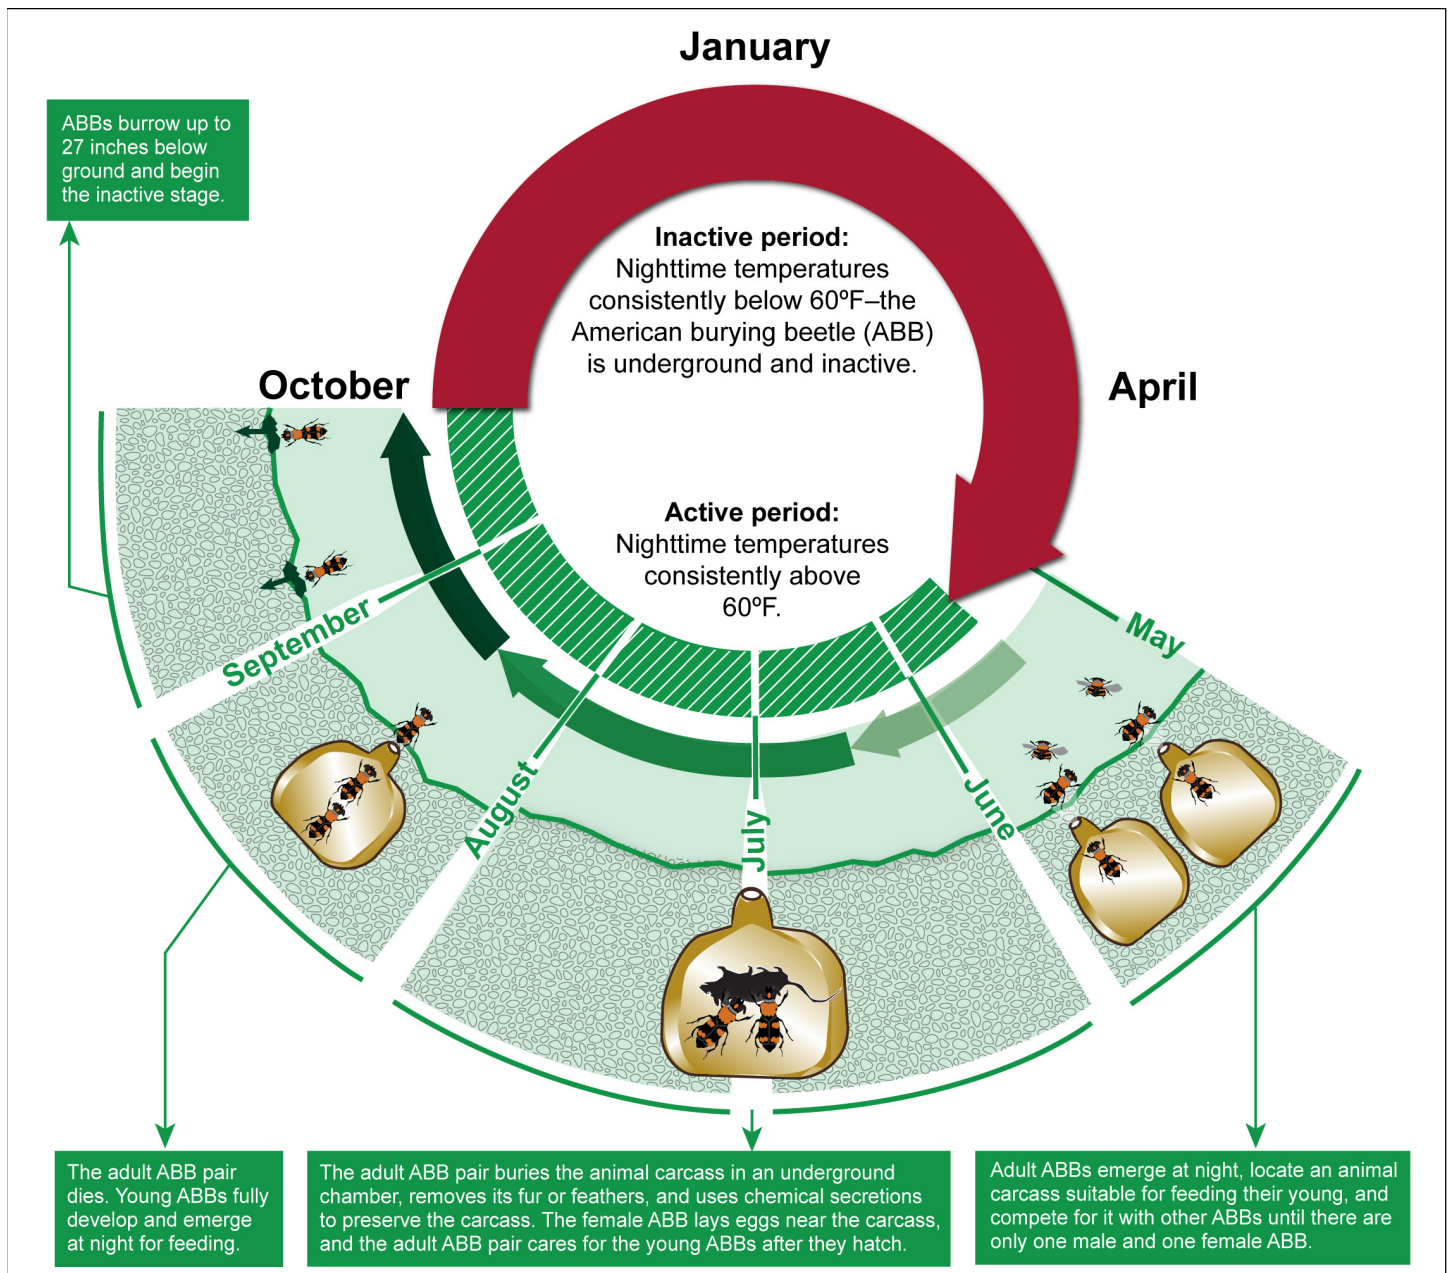 January
ABBs burrow up to
27 inches below
ground and begin
the inactive stage.
Inactive period:
Nighttime temperatures
consistently below 60ºF–the
American burying beetle (ABB)
is underground and inactive.
October
April
Active period:
Nighttime temperatures
consistently above
60ºF.
May
September
June
August
July
The adult ABB pair
dies. Young ABBs fully
develop and emerge
at night for feeding.
The adult ABB pair buries the animal carcass in an underground
chamber, removes its fur or feathers, and uses chemical secretions
to preserve the carcass. The female ABB lays eggs near the carcass,
and the adult ABB pair cares for the young ABBs after they hatch.
Adult ABBs emerge at night, locate an animal
carcass suitable for feeding their young, and
compete for it with other ABBs until there are
only one male and one female ABB.